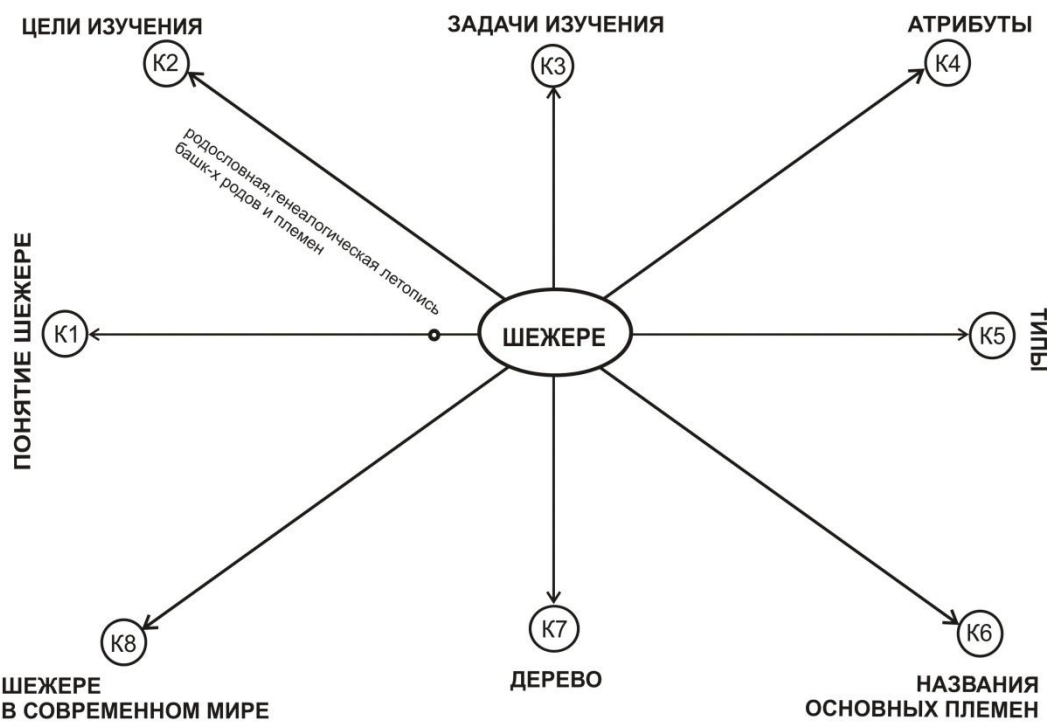 ЦЕЛИ ИЗУЧЕНИЯ
К2
ЗАДАЧИ ИЗУЧЕНИЯ
К3
АТРИБУТЫ
К4
родословная,генеалогическая летопись
башк-х родов и племен
ПОНЯТИЕ ШЕЖЕРЕ
К1
ШЕЖЕРЕ
К5
ТИПЫ
К8
ШЕЖЕРЕ
В СОВРЕМЕННОМ МИРЕ
К7
ДЕРЕВО
К6
НАЗВАНИЯ
ОСНОВНЫХ ПЛЕМЕН